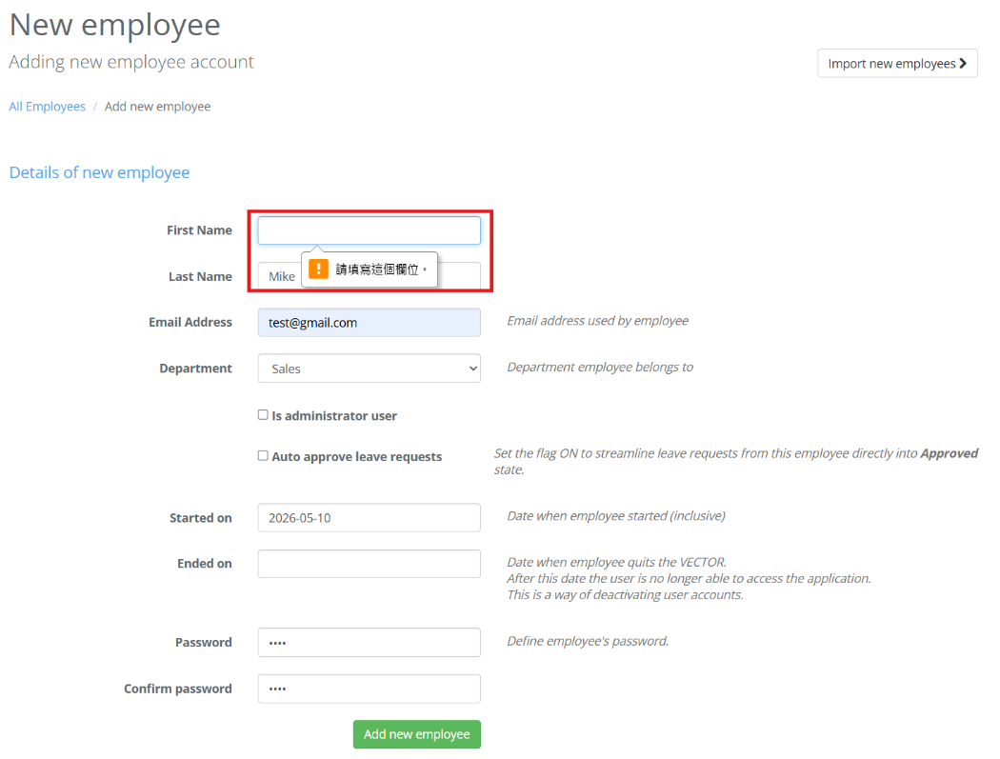 New employee
Adding new employee account
Import new employees
All Employees / Add new employee
Details of new employee
First Name
! 請填寫這個欄位。
Last Name Mike
Email Address test@gmail.com Email address used by employee
Department Sales Department employee belongs to
Is administrator user
Auto approve leave requests
Set the flag ON to streamline leave requests from this employee directly into Approved
state.
Started on 2026-05-10 Date when employee started (inclusive)
Ended on
Date when employee quits the VECTOR.
After this date the user is no longer able to access the application.
This is a way of deactivating user accounts.
Password •••• Define employee's password.
Confirm password ••••
Add new employee